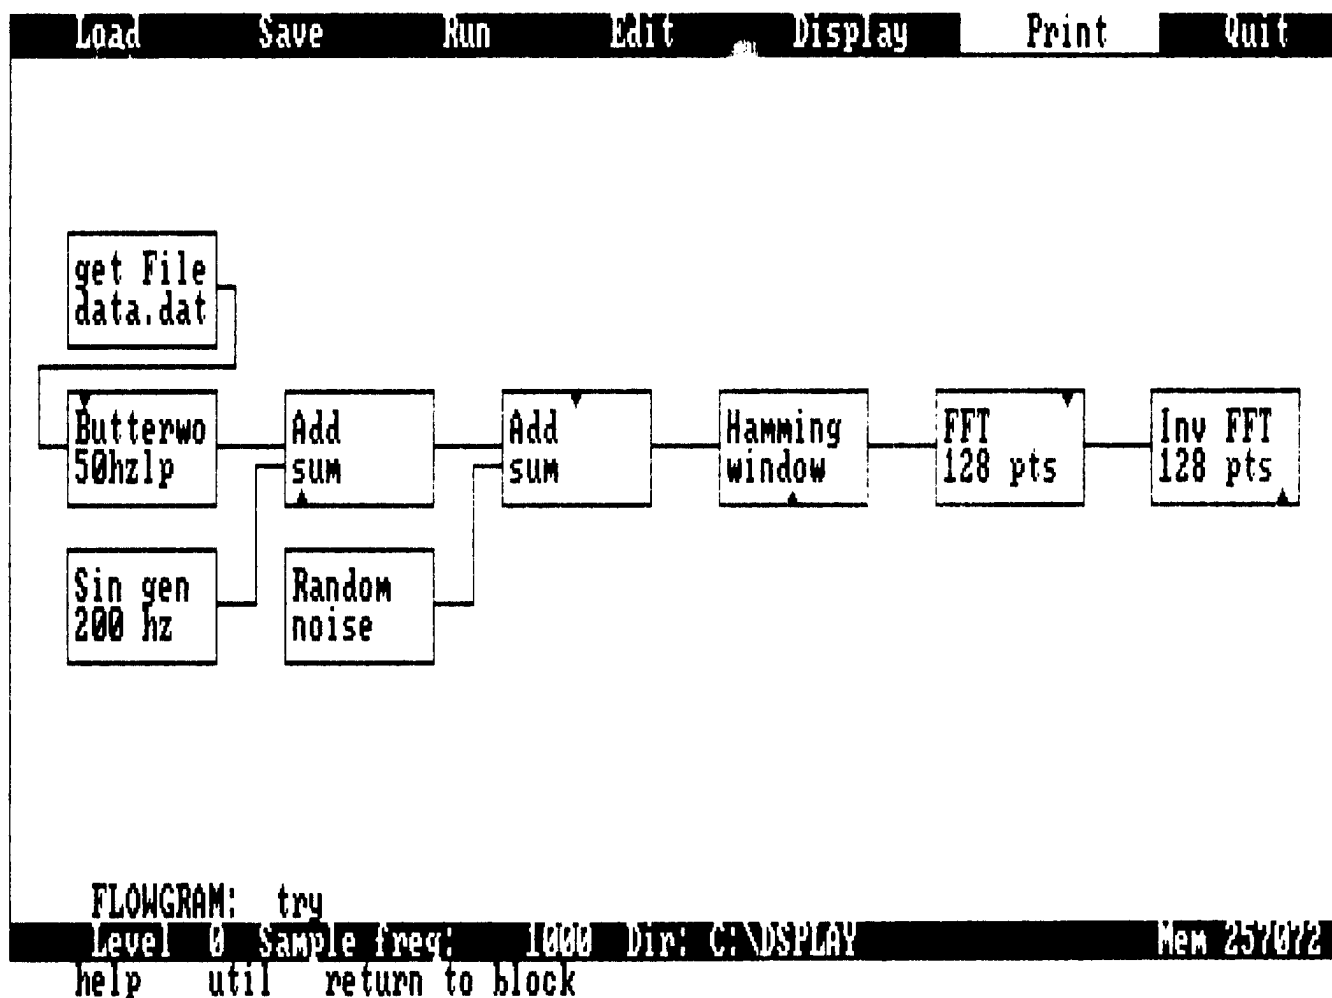 Load Save Run Edit Display Print Quit
get File
data.dat
Butterwo
50hzlp
Add
sum
Add
sum
Hamming
window
FFT
128 pts
Inv FFT
128 pts
Sin gen
200 hz
Random
noise
FLOWGRAM: try
Level 0 Sample freq: 1000 Dir: C:\DSPLAY Mem 257072
help util return to block